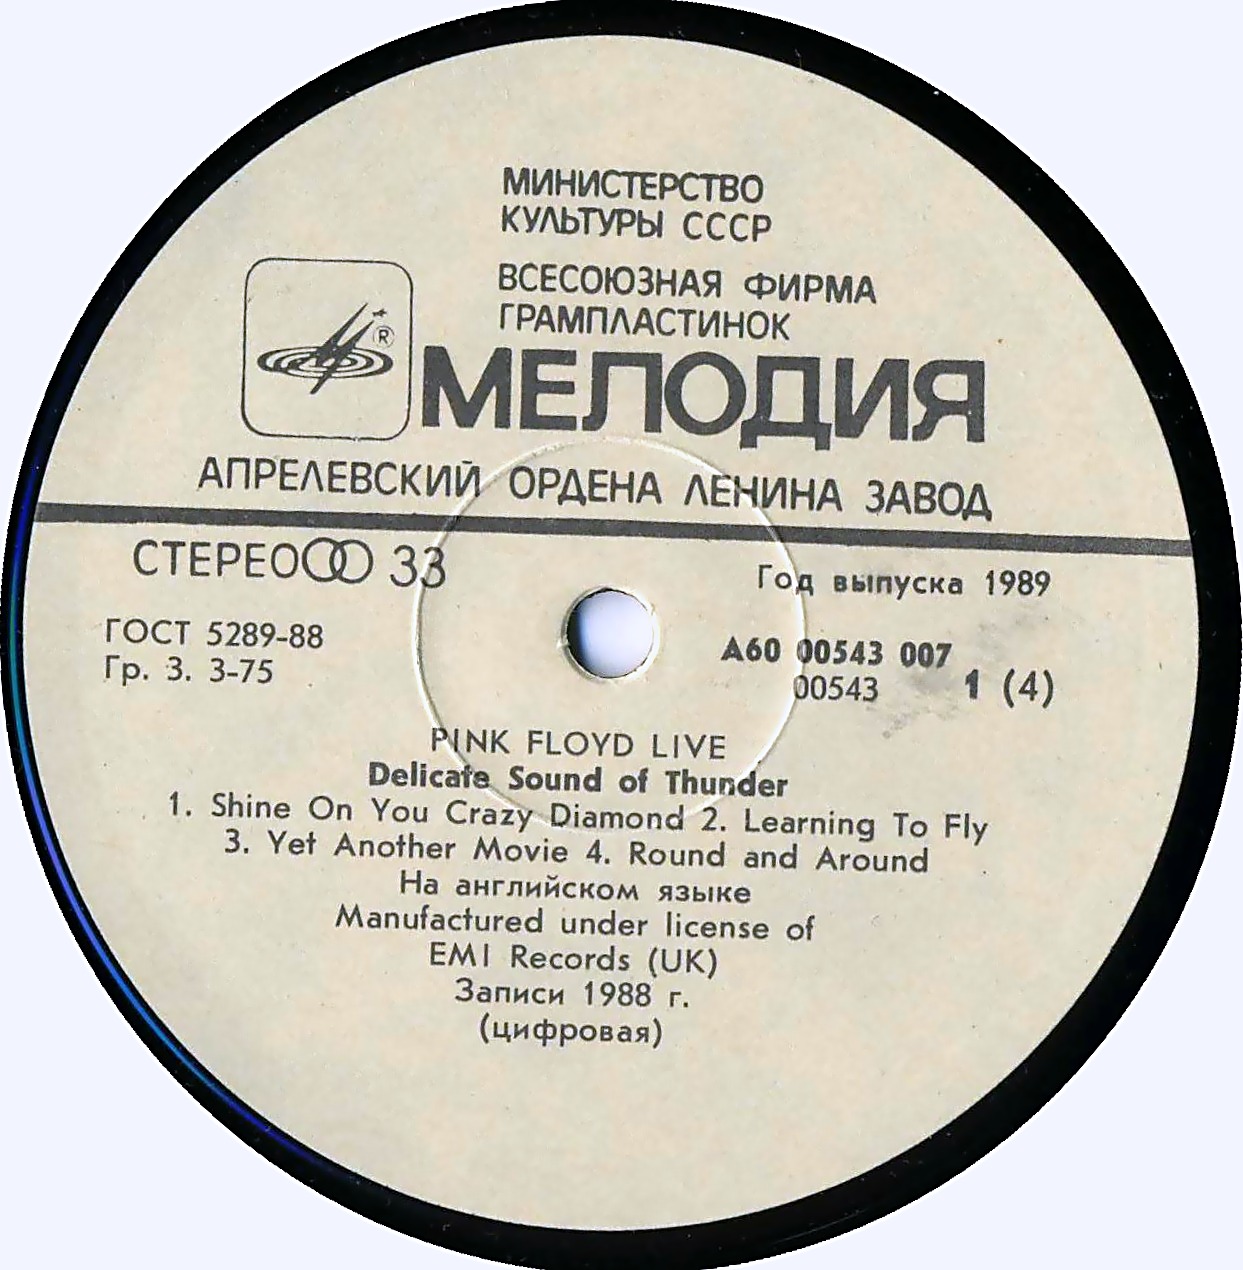 МИНИСТЕРСТВО
КУЛЬТУРЫ СССР
ВСЕСОЮЗНАЯ ФИРМА
ГРАМПЛАСТИНОК
®
МЕЛОДИЯ
АПРЕЛЕВСКИЙ ОРДЕНА ЛЕНИНА ЗАВОД
СТЕРЕО 33
Год выпуска 1989
ГОСТ 5289-88
Гр. 3. 3-75
А60 00543 007
00543 1 (4)
PINK FLOYD LIVE
Delicate Sound of Thunder
1. Shine On You Crazy Diamond 2. Learning To Fly
3. Yet Another Movie 4. Round and Around
На английском языке
Manufactured under license of
EMI Records (UK)
Записи 1988 г.
(цифровая)